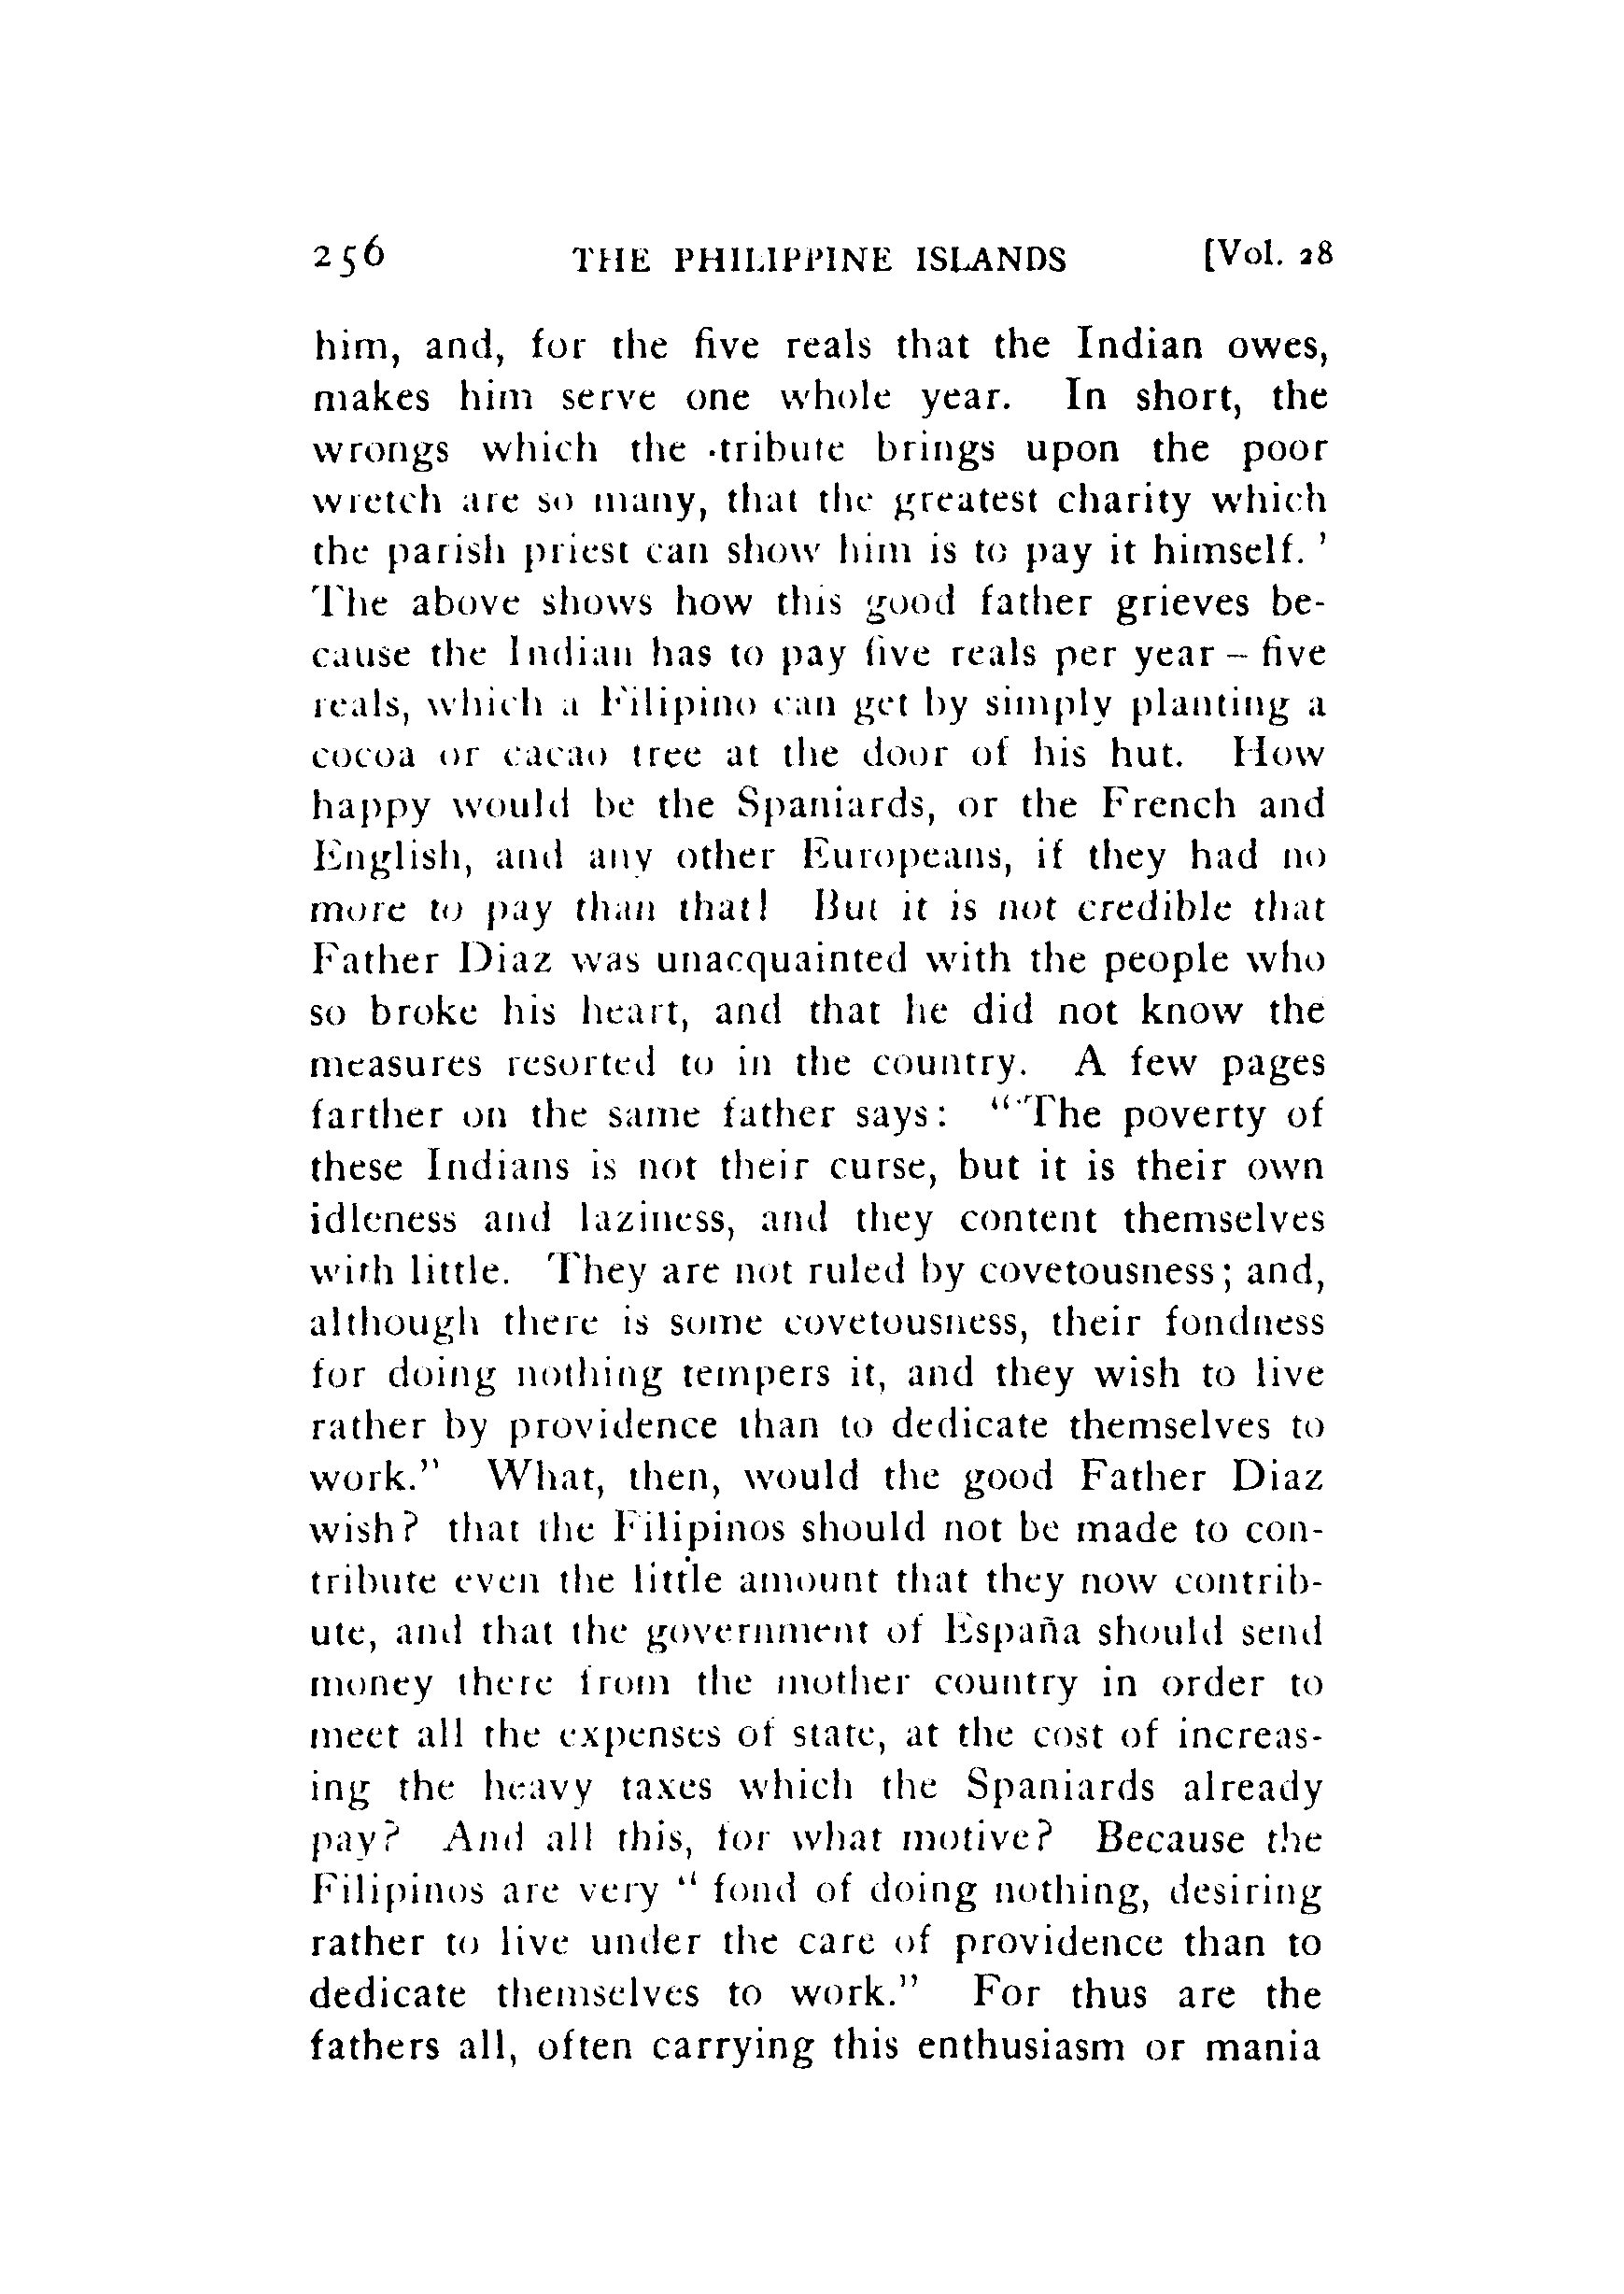 256 THE PHILIPPINE ISLANDS [Vol. 28
him, and, for the five reals that the Indian owes,
makes him serve one whole year. In short, the
wrongs which the tribute brings upon the poor
wretch are so many, that the greatest charity which
the parish priest can show him is to pay it himself.'
The above shows how this good father grieves be-
cause the Indian has to pay five reals per year – five
reals, which a Filipino can get by simply planting a
cocoa or cacao tree at the door of his hut. How
happy would be the Spaniards, or the French and
English, and any other Europeans, if they had no
more to pay than that! But it is not credible that
Father Diaz was unacquainted with the people who
so broke his heart, and that he did not know the
measures resorted to in the country. A few pages
farther on the same father says: "The poverty of
these Indians is not their curse, but it is their own
idleness and laziness, and they content themselves
with little. They are not ruled by covetousness; and,
although there is some covetousness, their fondness
for doing nothing tempers it, and they wish to live
rather by providence than to dedicate themselves to
work." What, then, would the good Father Diaz
wish? that the Filipinos should not be made to con-
tribute even the little amount that they now contrib-
ute, and that the government of España should send
money there from the mother country in order to
meet all the expenses of state, at the cost of increas-
ing the heavy taxes which the Spaniards already
pay? And all this, for what motive? Because the
Filipinos are very " fond of doing nothing, desiring
rather to live under the care of providence than to
dedicate themselves to work." For thus are the
fathers all, often carrying this enthusiasm or mania